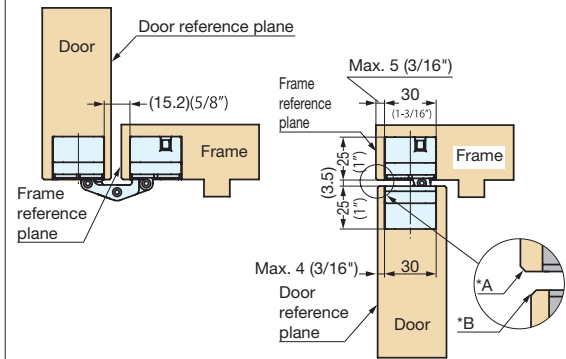 Door reference plane
Door
(15.2)(5/8″)
Frame
Frame
reference
plane
Max. 5 (3/16")
Frame
reference
plane
30
(1-3/16″)
25
(1″)
(3.5)
25
(1″)
Frame
Max. 4 (3/16")
30
Door
reference
plane
Door
*A
*B